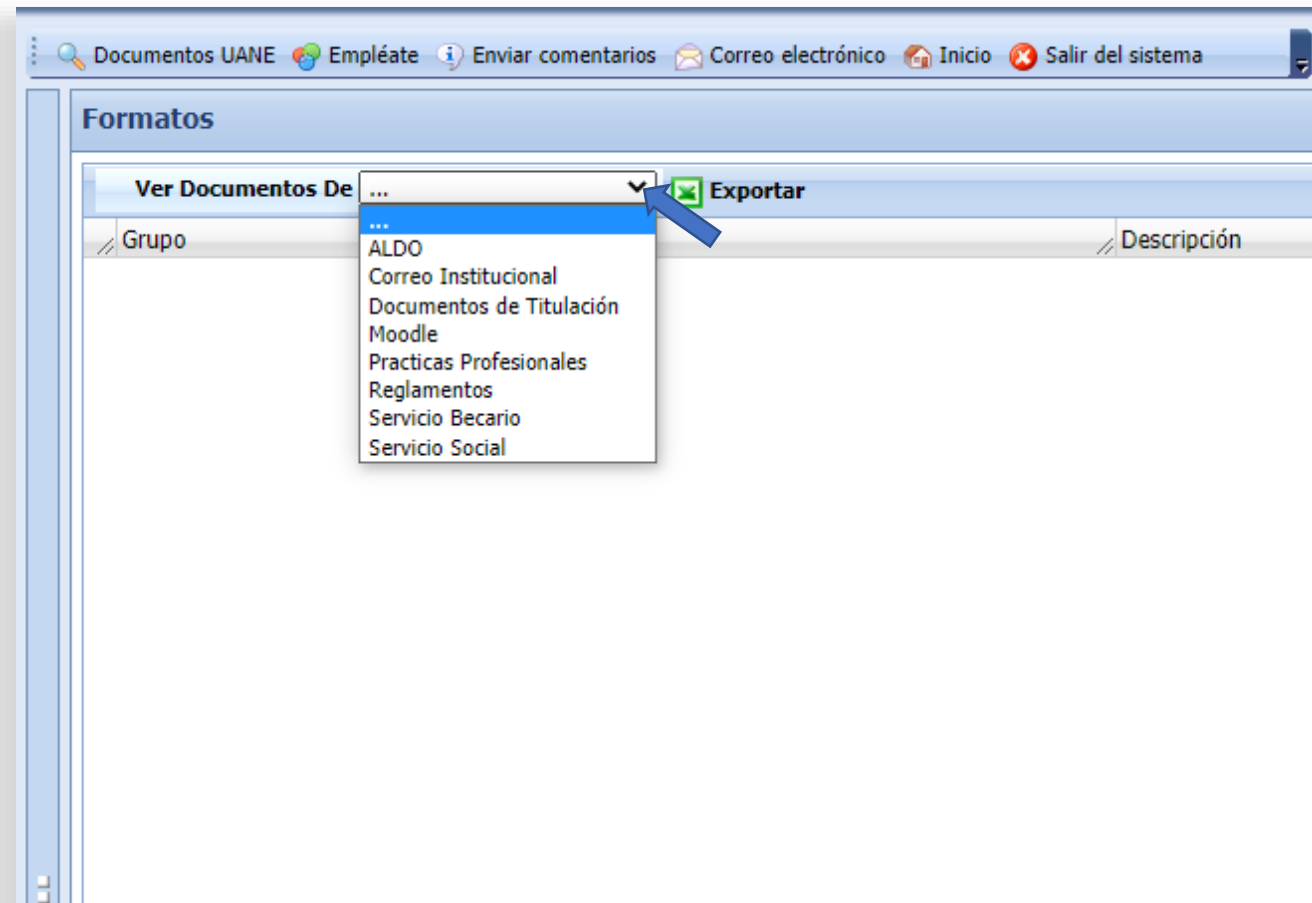 Documentos UANE Empléate Enviar comentarios Correo electrónico Inicio Salir del sistema
Formatos
Ver Documentos De ... Exportar
Grupo Descripción
...
ALDO
Correo Institucional
Documentos de Titulación
Moodle
Practicas Profesionales
Reglamentos
Servicio Becario
Servicio Social